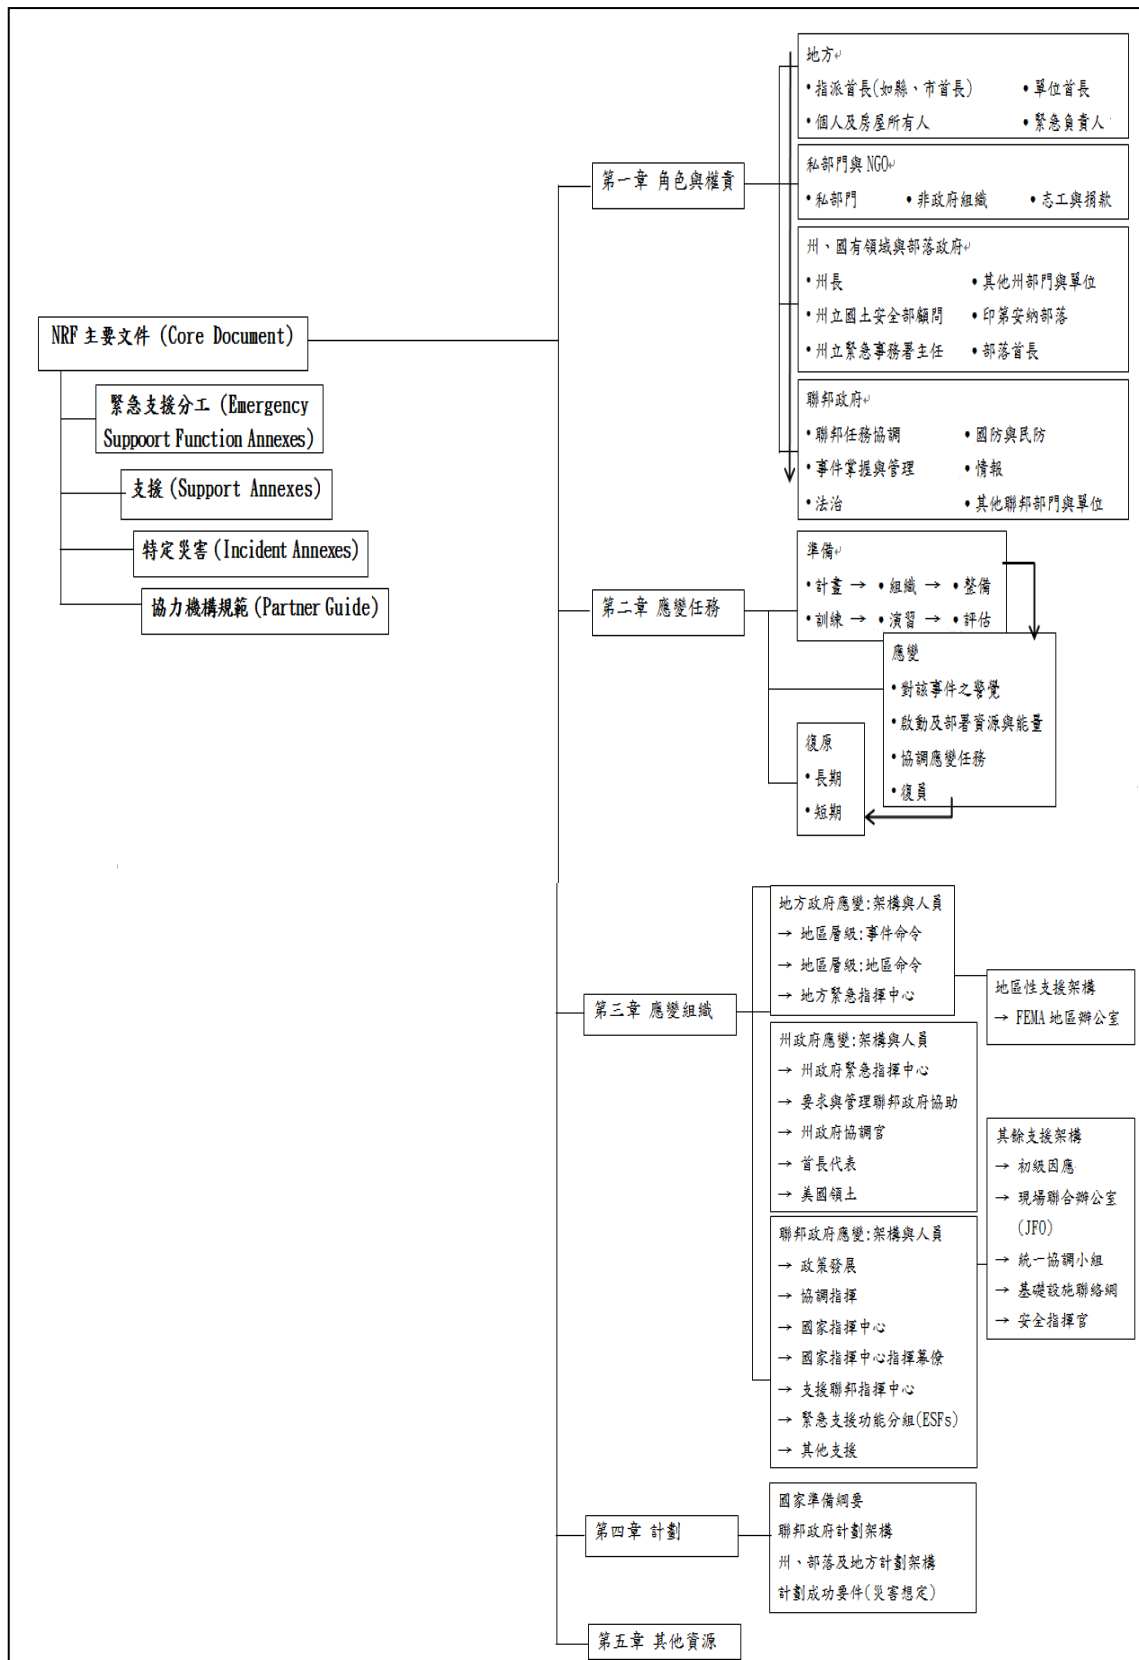 NRF 主要文件 (Core Document)
緊急支援分工 (Emergency
Suppoort Function Annexes)
支援 (Support Annexes)
特定災害 (Incident Annexes)
協力機構規範 (Partner Guide)
第一章 角色與權責
地方
•指派首長(如縣、市首長) •單位首長
•個人及房屋所有人 •緊急負責人
私部門與 NGO
•私部門 •非政府組織 •志工與捐款
州、國有領域與部落政府
•州長 •其他州部門與單位
•州立國土安全部顧問 •印第安納部落
•州立緊急事務署主任 •部落首長
聯邦政府
•聯邦任務協調 •國防與民防
•事件掌握與管理 •情報
•法治 •其他聯邦部門與單位
第二章 應變任務
準備
•計畫 → •組織 → •整備
•訓練 → •演習 → •評估
應變
•對該事件之警覺
•啟動及部署資源與能量
•協調應變任務
•復員
復原
•長期
•短期
第三章 應變組織
地方政府應變:架構與人員
→ 地區層級:事件命令
→ 地區層級:地區命令
→ 地方緊急指揮中心
地區性支援架構
→ FEMA 地區辦公室
州政府應變:架構與人員
→ 州政府緊急指揮中心
→ 要求與管理聯邦政府協助
→ 州政府協調官
→ 首長代表
→ 美國領土
聯邦政府應變:架構與人員
→ 政策發展
→ 協調指揮
→ 國家指揮中心
→ 國家指揮中心指揮幕僚
→ 支援聯邦指揮中心
→ 緊急支援功能分組(ESFs)
→ 其他支援
其餘支援架構
→ 初級因應
→ 現場聯合辦公室
(JFO)
→ 統一協調小組
→ 基礎設施聯絡網
→ 安全指揮官
第四章 計劃
國家準備綱要
聯邦政府計劃架構
州、部落及地方計劃架構
計劃成功要件(災害想定)
第五章 其他資源